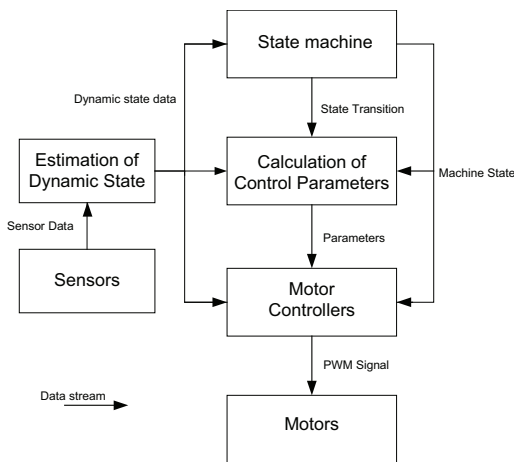 State machine
Dynamic state data
State Transition
Estimation of
Dynamic State
Calculation of
Control Parameters
Machine State
Sensor Data
Parameters
Sensors
Motor
Controllers
PWM Signal
Data stream
Motors